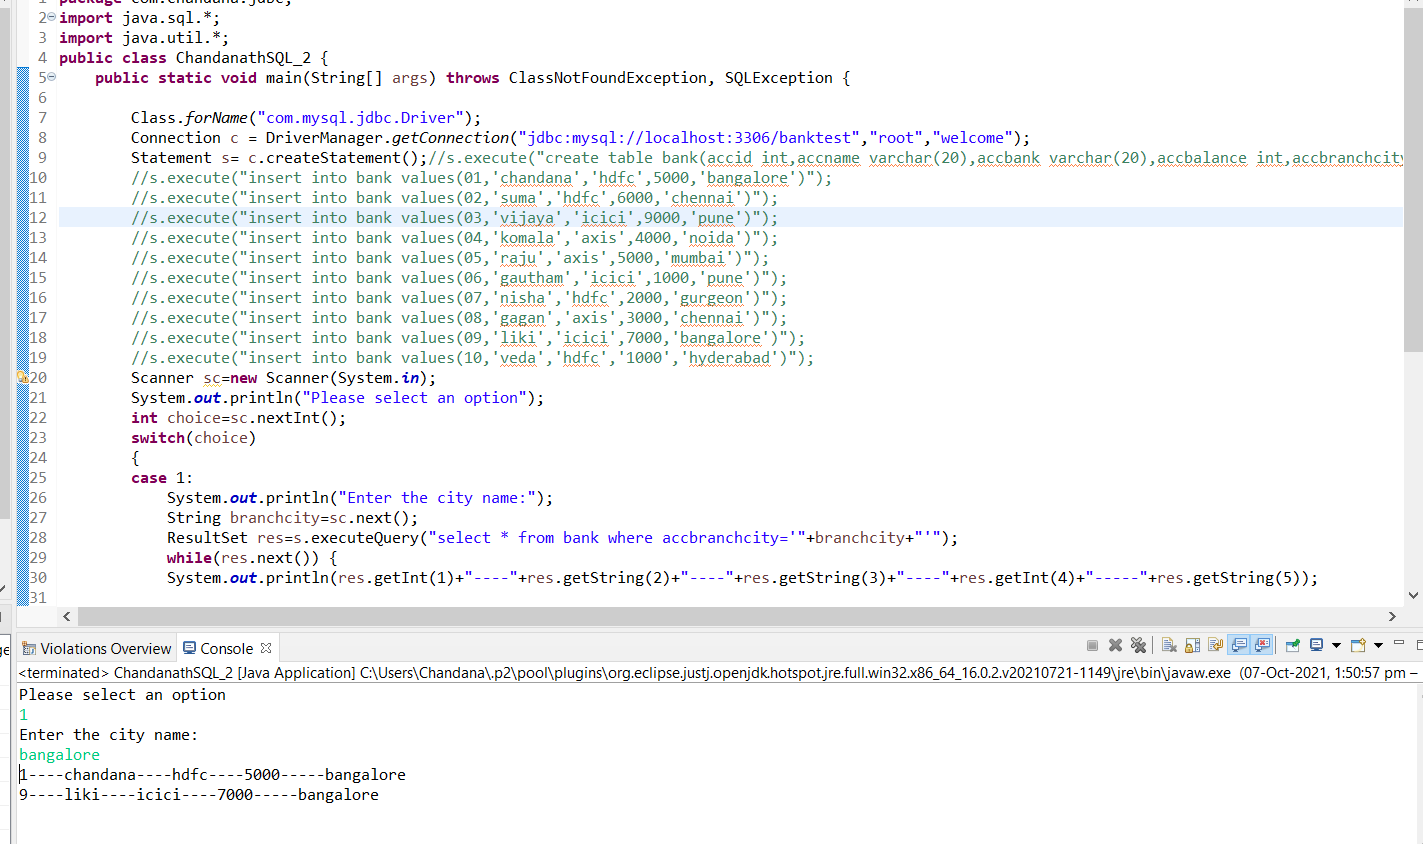 package com.chandana.jdbc;
2 import java.sql.*;
3 import java.util.*;
4 public class ChandanathSQL_2 {
5 public static void main(String[] args) throws ClassNotFoundException, SQLException {
6
7 Class.forName("com.mysql.jdbc.Driver");
8 Connection c = DriverManager.getConnection("jdbc:mysql://localhost:3306/banktest","root","welcome");
9 Statement s= c.createStatement();//s.execute("create table bank(accid int,accname varchar(20),accbank varchar(20),accbalance int,accbranchcity
10 //s.execute("insert into bank values(01,'chandana','hdfc',5000,'bangalore')");
11 //s.execute("insert into bank values(02,'suma','hdfc',6000,'chennai')");
12 //s.execute("insert into bank values(03,'vijaya','icici',9000,'pune')");
13 //s.execute("insert into bank values(04,'komala','axis',4000,'noida')");
14 //s.execute("insert into bank values(05,'raju','axis',5000,'mumbai')");
15 //s.execute("insert into bank values(06,'gautham','icici',1000,'pune')");
16 //s.execute("insert into bank values(07,'nisha','hdfc',2000,'gurgeon')");
17 //s.execute("insert into bank values(08,'gagan','axis',3000,'chennai')");
18 //s.execute("insert into bank values(09,'liki','icici',7000,'bangalore')");
19 //s.execute("insert into bank values(10,'veda','hdfc','1000','hyderabad')");
20 Scanner sc=new Scanner(System.in);
21 System.out.println("Please select an option");
22 int choice=sc.nextInt();
23 switch(choice)
24 {
25 case 1:
26 System.out.println("Enter the city name:");
27 String branchcity=sc.next();
28 ResultSet res=s.executeQuery("select * from bank where accbranchcity='"+branchcity+"'");
29 while(res.next()) {
30 System.out.println(res.getInt(1)+"----"+res.getString(2)+"----"+res.getString(3)+"----"+res.getInt(4)+"-----"+res.getString(5));
31
Violations Overview Console
<terminated> ChandanathSQL_2 [Java Application] C:\Users\Chandana\.p2\pool\plugins\org.eclipse.justj.openjdk.hotspot.jre.full.win32.x86_64_16.0.2.v20210721-1149\jre\bin\javaw.exe (07-Oct-2021, 1:50:57 pm –
Please select an option
1
Enter the city name:
bangalore
1----chandana----hdfc----5000-----bangalore
9----liki----icici----7000-----bangalore